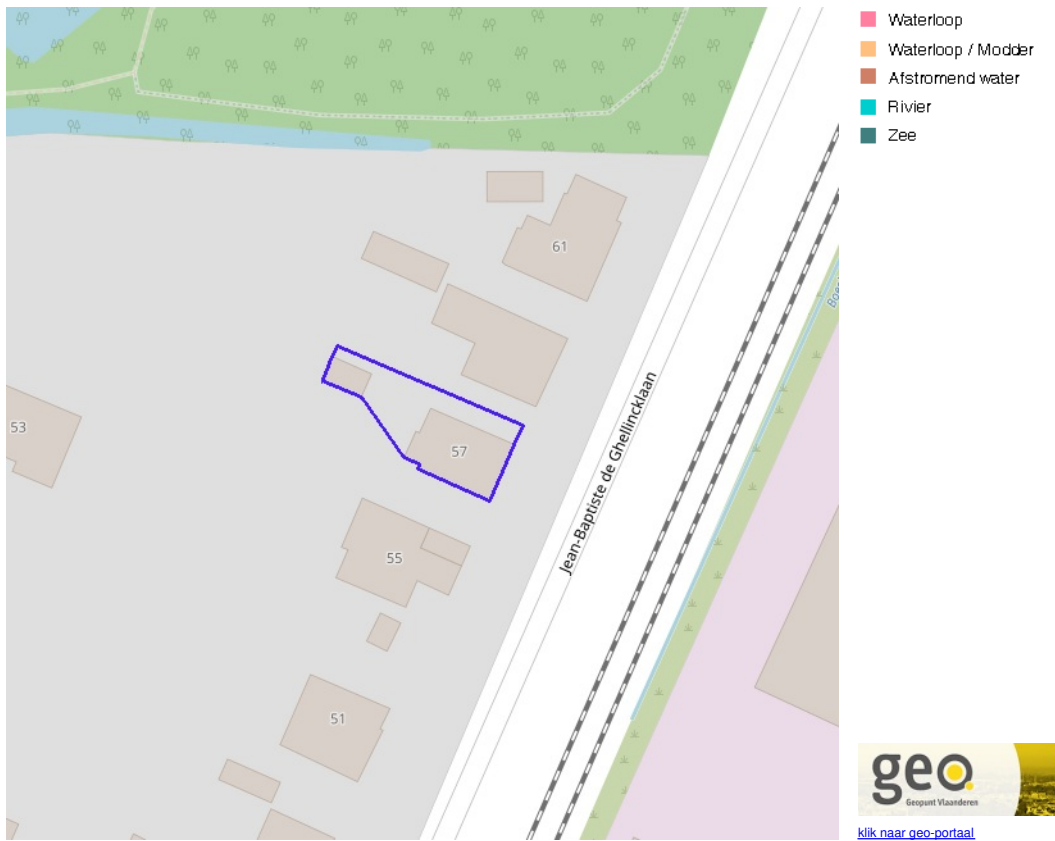 Waterloop
Waterloop / Modder
Afstromend water
Rivier
Zee
61
53
57
Jean-Baptiste de Ghellincklaan
55
51
geo
Geopunt Vlaanderen
klik naar geo-portaal